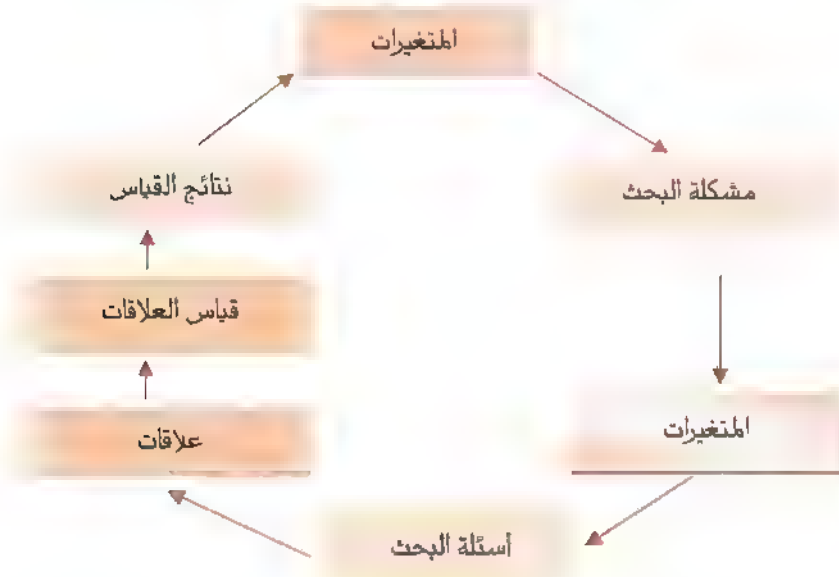 المتغيرات
مشكلة البحث
المتغيرات
أسئلة البحث
علاقات
قياس العلاقات
نتائج القياس